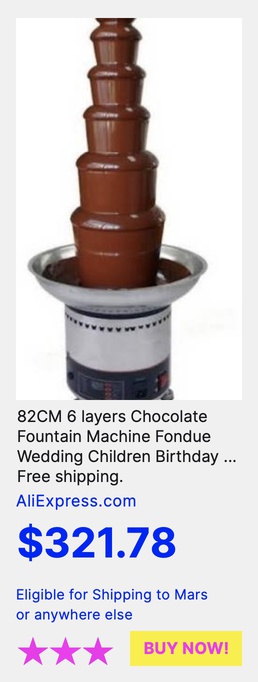 82CM 6 layers Chocolate
Fountain Machine Fondue
Wedding Children Birthday ...
Free shipping.
AliExpress.com
$321.78
Eligible for Shipping to Mars
or anywhere else
BUY NOW!